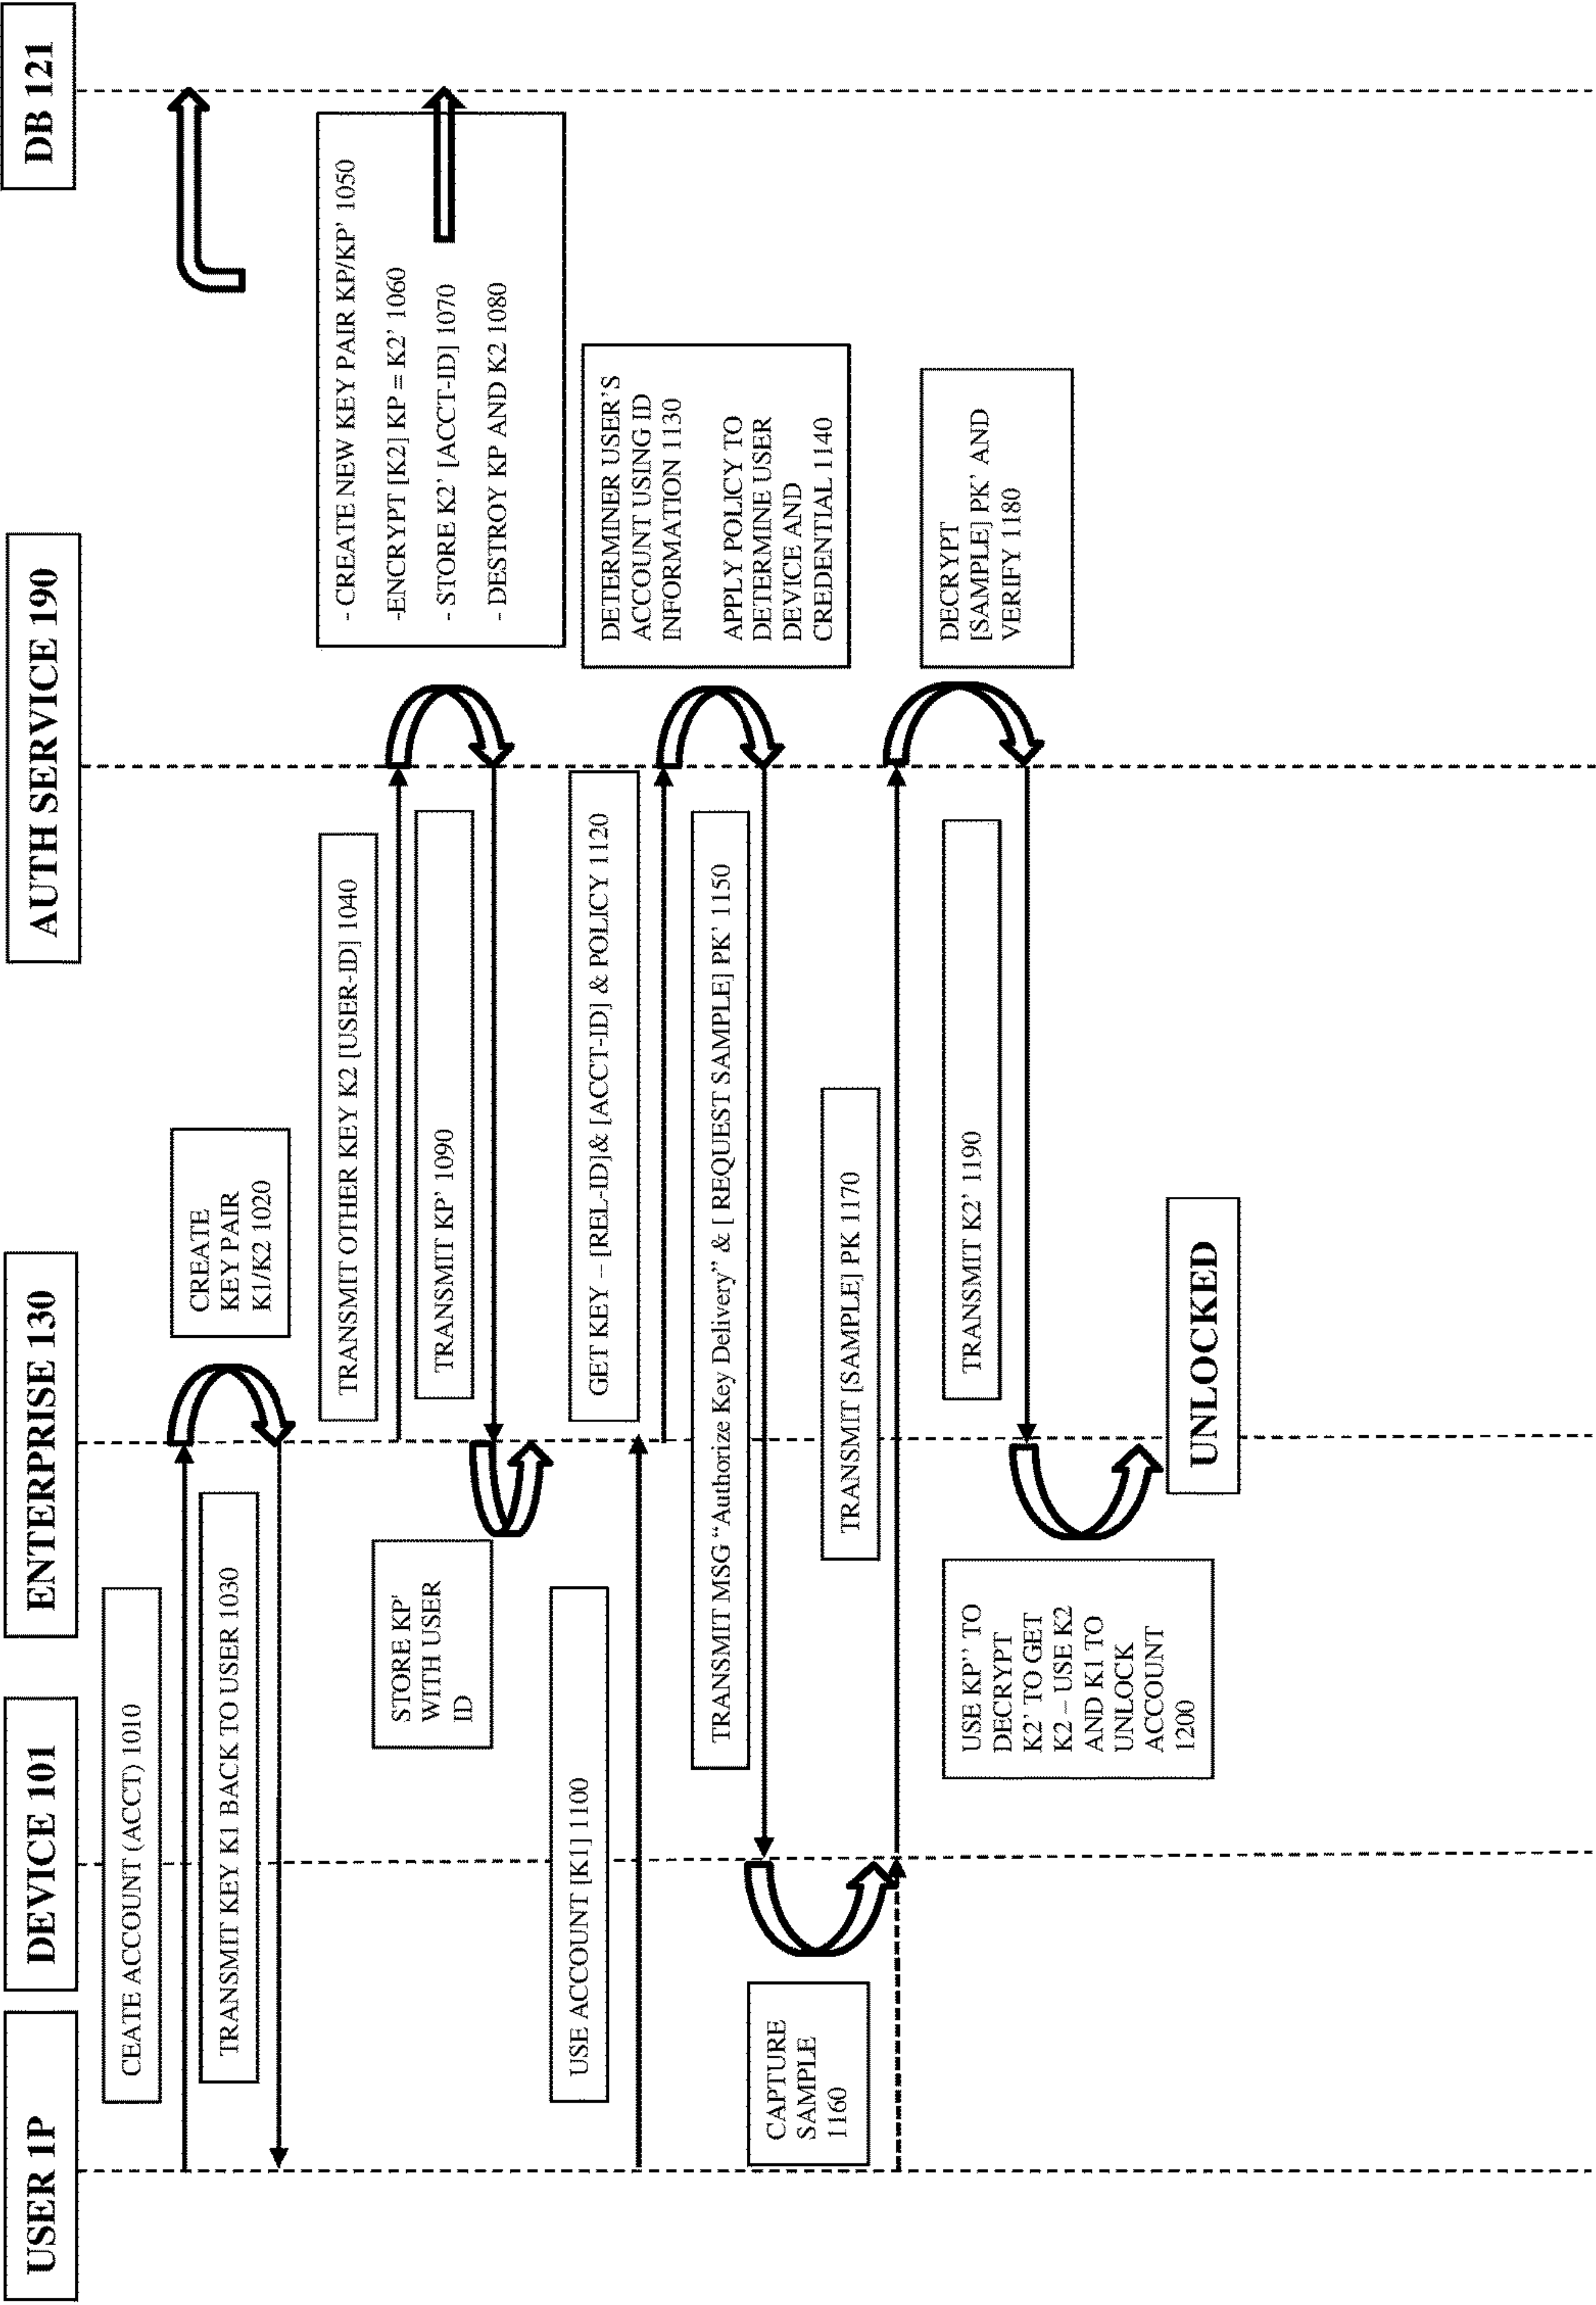 USER 1P
DEVICE 101
ENTERPRISE 130
AUTH SERVICE 190
DB 121
CEATE ACCOUNT (ACCT) 1010
CREATE
KEY PAIR
K1/K2 1020
TRANSMIT KEY K1 BACK TO USER 1030
TRANSMIT OTHER KEY K2 [USER-ID] 1040
- CREATE NEW KEY PAIR KP/KP' 1050
-ENCRYPT [K2] KP = K2' 1060
- STORE K2' [ACCT-ID] 1070
- DESTROY KP AND K2 1080
TRANSMIT KP' 1090
STORE KP'
WITH USER
ID
USE ACCOUNT [K1] 1100
GET KEY – [REL-ID]& [ACCT-ID] & POLICY 1120
DETERMINER USER'S
ACCOUNT USING ID
INFORMATION 1130
APPLY POLICY TO
DETERMINE USER
DEVICE AND
CREDENTIAL 1140
TRANSMIT MSG “Authorize Key Delivery” & [ REQUEST SAMPLE] PK' 1150
CAPTURE
SAMPLE
1160
TRANSMIT [SAMPLE] PK 1170
DECRYPT
[SAMPLE] PK' AND
VERIFY 1180
TRANSMIT K2' 1190
USE KP'' TO
DECRYPT
K2' TO GET
K2 – USE K2
AND K1 TO
UNLOCK
ACCOUNT
1200
UNLOCKED